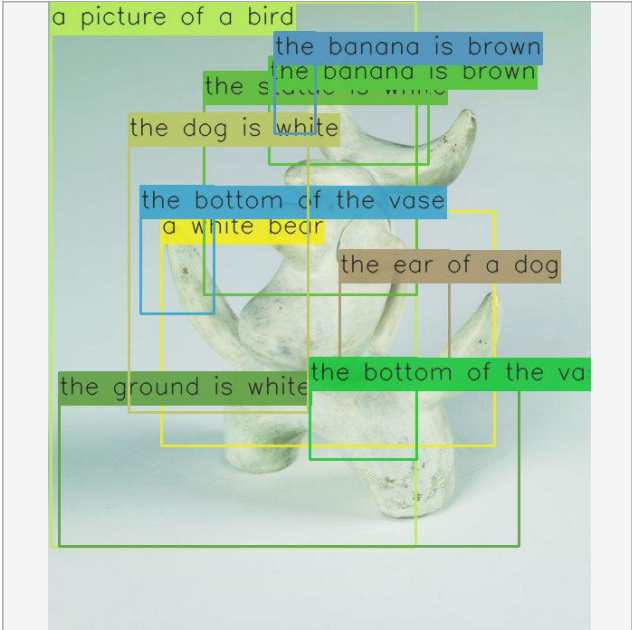 a picture of a bird
the banana is brown
the banana is brown
the statue is white
the dog is white
the bottom of the vase
a white bear
the ear of a dog
the bottom of the va
the ground is white